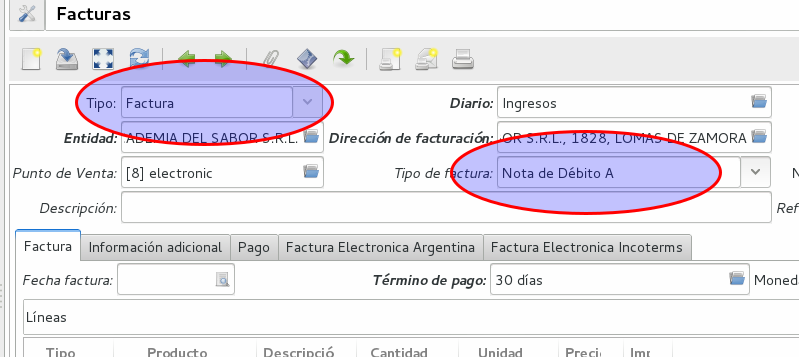 Facturas
Tipo: Factura Diario: Ingresos
Entidad: ADEMIA DEL SABOR S.R.L. Dirección de facturación: OR S.R.L., 1828, LOMAS DE ZAMORA
Punto de Venta: [8] electronic Tipo de factura: Nota de Débito A N
Descripción: Ref
Factura Información adicional Pago Factura Electronica Argentina Factura Electronica Incoterms
Fecha factura: Término de pago: 30 días Moned
Líneas
Tipo Producto Descripció Cantidad Unidad Preci Imp